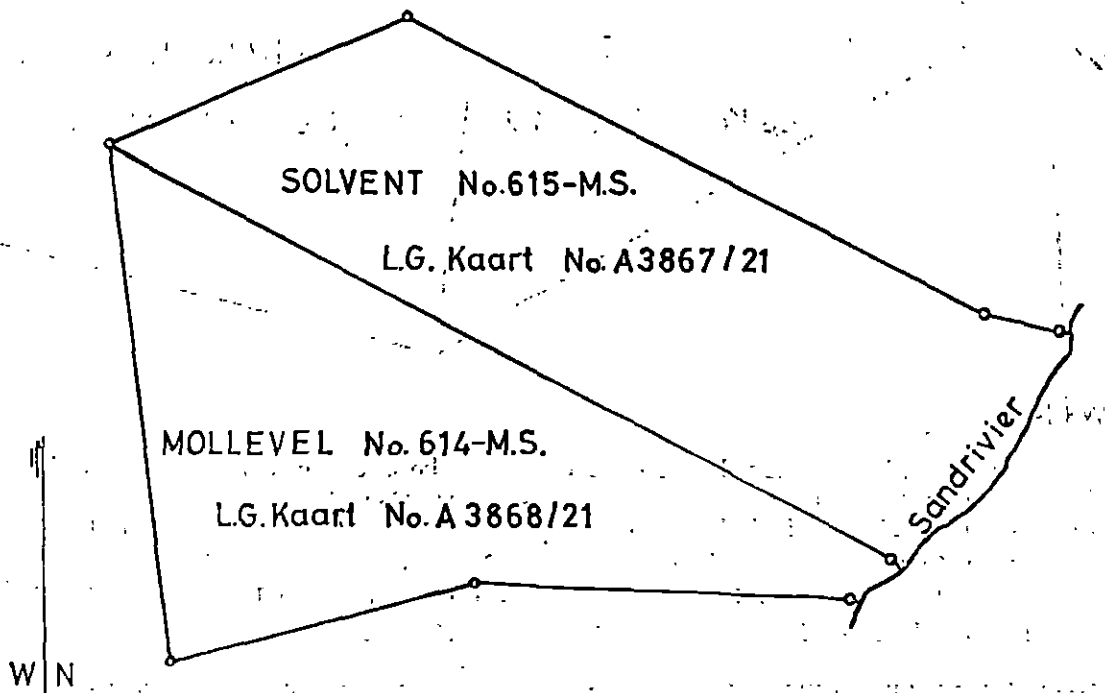 SOLVENT No. 615-M.S.
L.G. Kaart No. A3867/21
Sandrivier
MOLLEVEL No. 614-M.S.
L.G. Kaart No. A 3868/21
W N